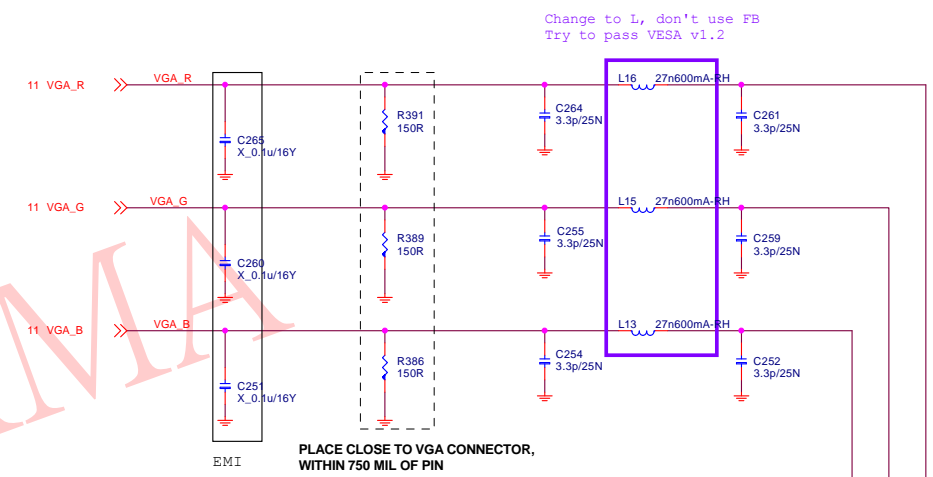 Change to L, don't use FB
Try to pass VESA v1.2
11 VGA_R
VGA_R
C265
X_0.1u/16Y
R391
150R
C264
3.3p/25N
L16 27n600mA-RH
C261
3.3p/25N
11 VGA_G
VGA_G
C260
X_0.1u/16Y
R389
150R
C255
3.3p/25N
L15 27n600mA-RH
C259
3.3p/25N
11 VGA_B
VGA_B
C251
X_0.1u/16Y
R386
150R
C254
3.3p/25N
L13 27n600mA-RH
C252
3.3p/25N
EMI
PLACE CLOSE TO VGA CONNECTOR,
WITHIN 750 MIL OF PIN